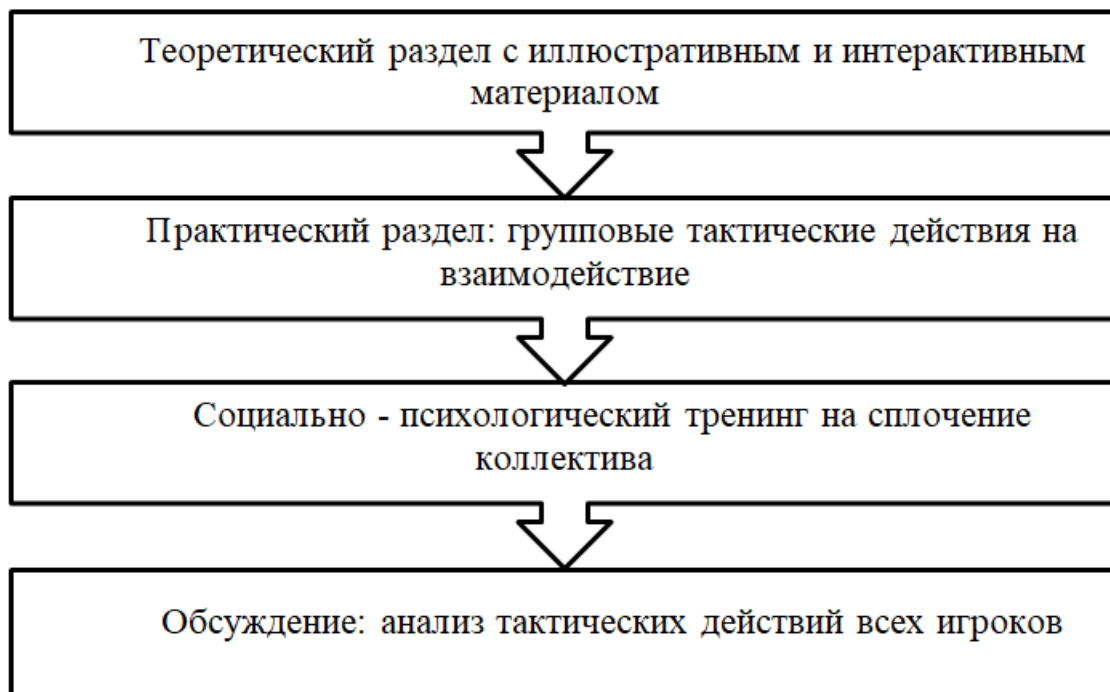 Теоретический раздел с иллюстративным и интерактивным
материалом
Практический раздел: групповые тактические действия на
взаимодействие
Социально - психологический тренинг на сплочение
коллектива
Обсуждение: анализ тактических действий всех игроков